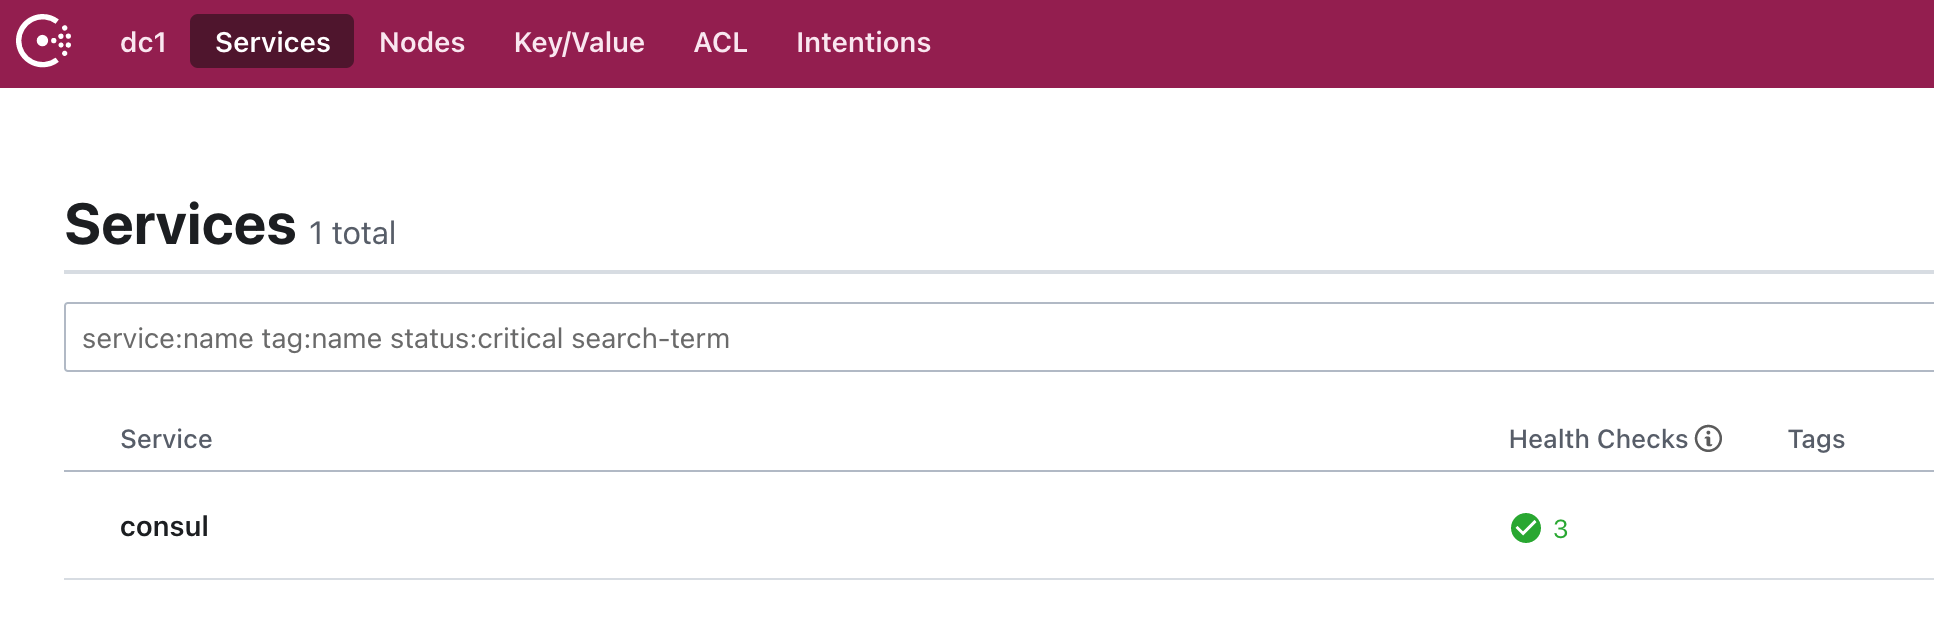 dc1 Services Nodes Key/Value ACL Intentions
Services 1 total
service:name tag:name status:critical search-term
Service Health Checks Tags
consul 3